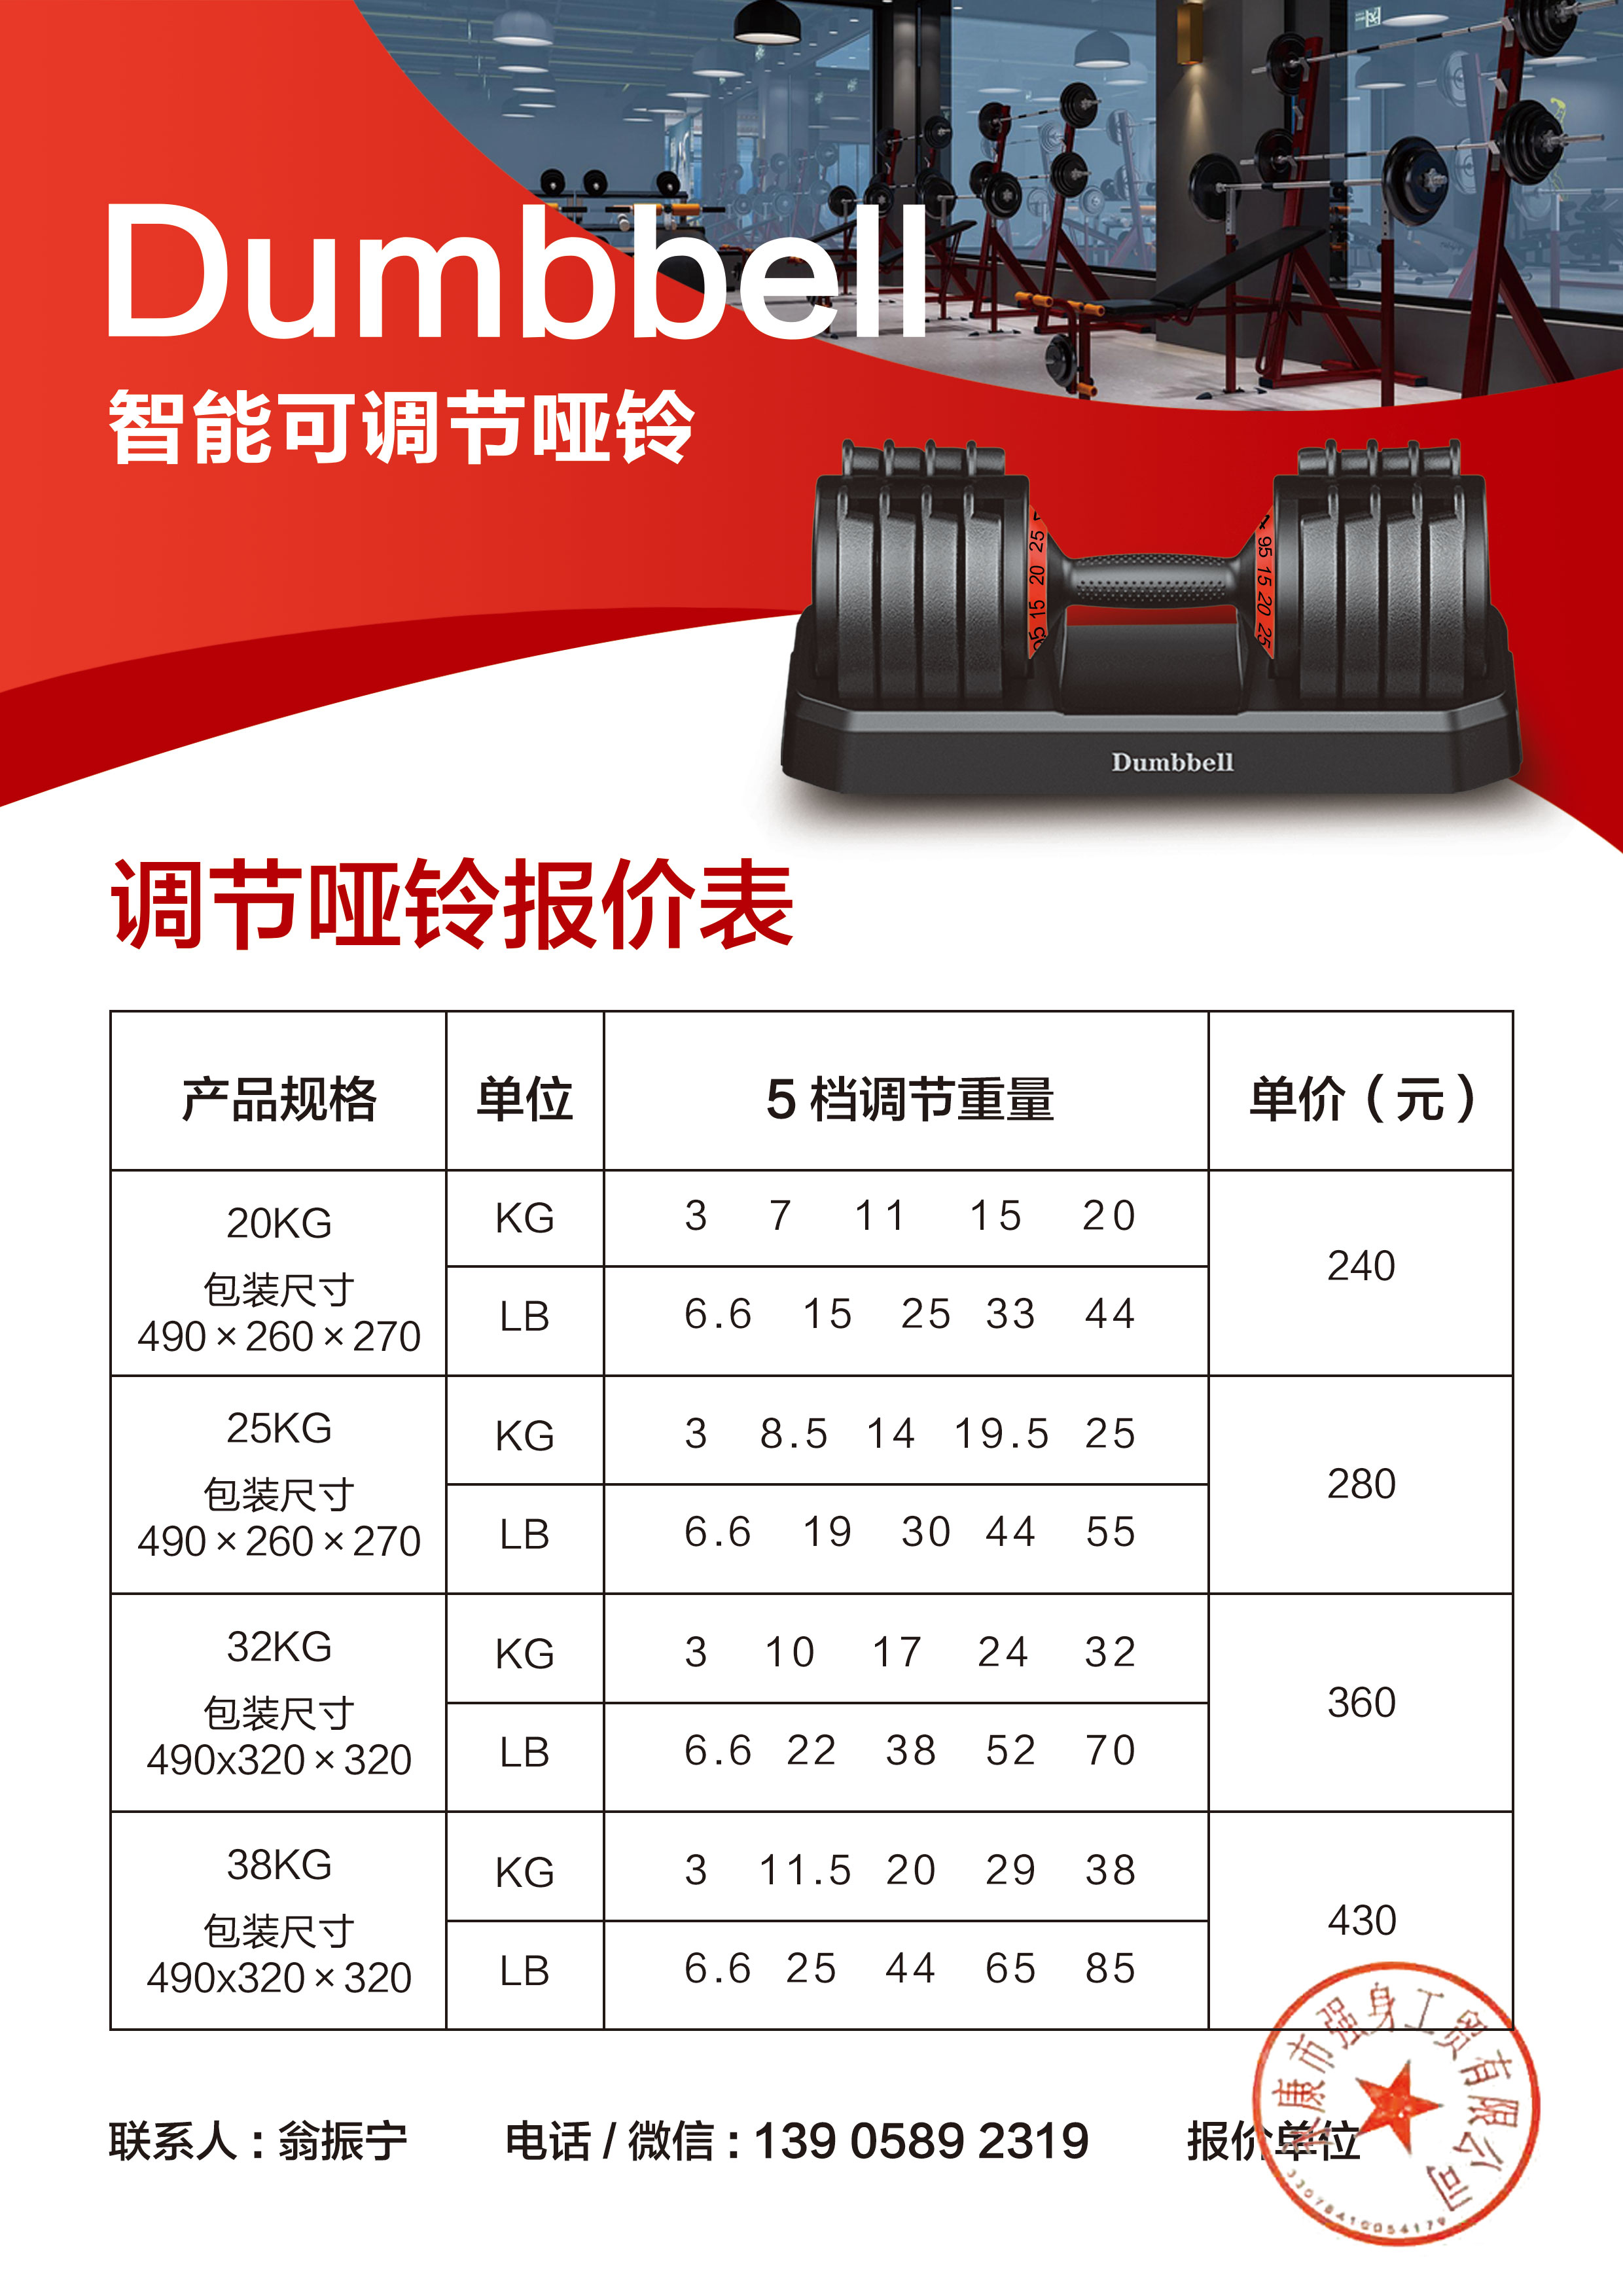 Dumbbell
智能可调节哑铃
25 20 15
95 15 20 25
Dumbbell
调节哑铃报价表
产品规格 单位 5 档调节重量 单价（元）
20KG
包装尺寸
490×260×270
KG 3 7 11 15 20
LB 6.6 15 25 33 44
240
25KG
包装尺寸
490×260×270
KG 3 8.5 14 19.5 25
LB 6.6 19 30 44 55
280
32KG
包装尺寸
490x320×320
KG 3 10 17 24 32
LB 6.6 22 38 52 70
360
38KG
包装尺寸
490x320×320
KG 3 11.5 20 29 38
LB 6.6 25 44 65 85
430
联系人：翁振宁 电话 / 微信：139 0589 2319 报价单位
永康市强身工贸有限公司